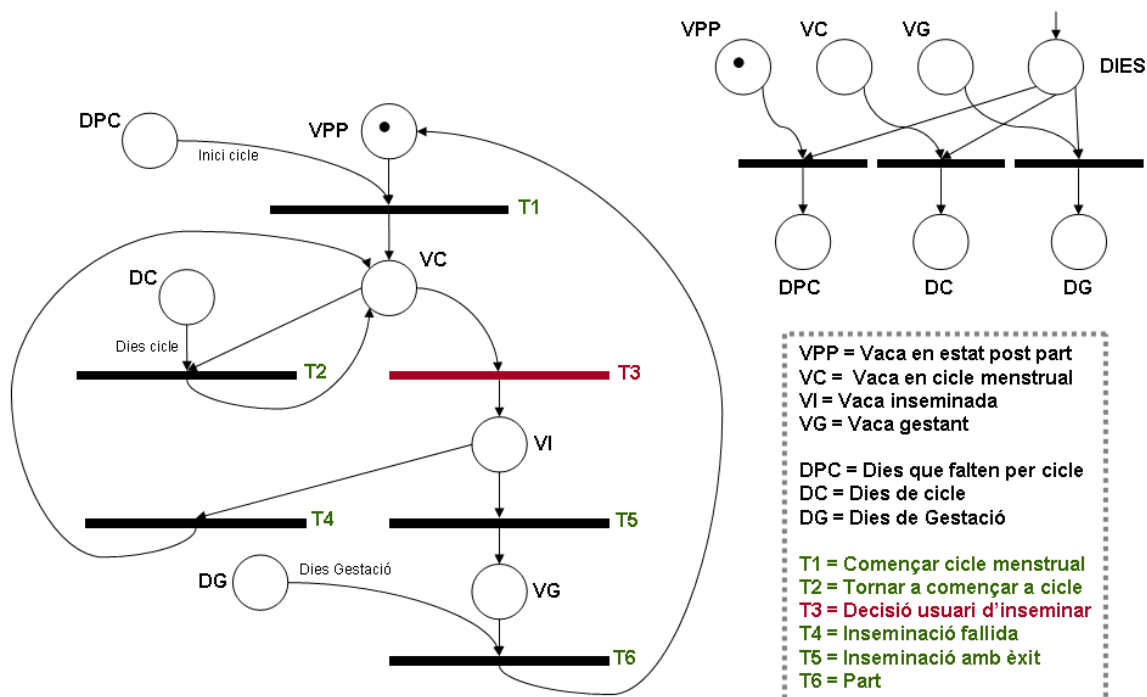 DPC
Inici cicle
VPP
T1
DC
VC
Dies cicle
T2
T3
VI
T4
T5
DG
Dies Gestació
VG
T6
VPP
VC
VG
DIES
DPC
DC
DG
VPP = Vaca en estat post part
VC = Vaca en cicle menstrual
VI = Vaca inseminada
VG = Vaca gestant
DPC = Dies que falten per cicle
DC = Dies de cicle
DG = Dies de Gestació
T1 = Començar cicle menstrual
T2 = Tornar a començar a cicle
T3 = Decisió usuari d'inseminar
T4 = Inseminació fallida
T5 = Inseminació amb èxit
T6 = Part